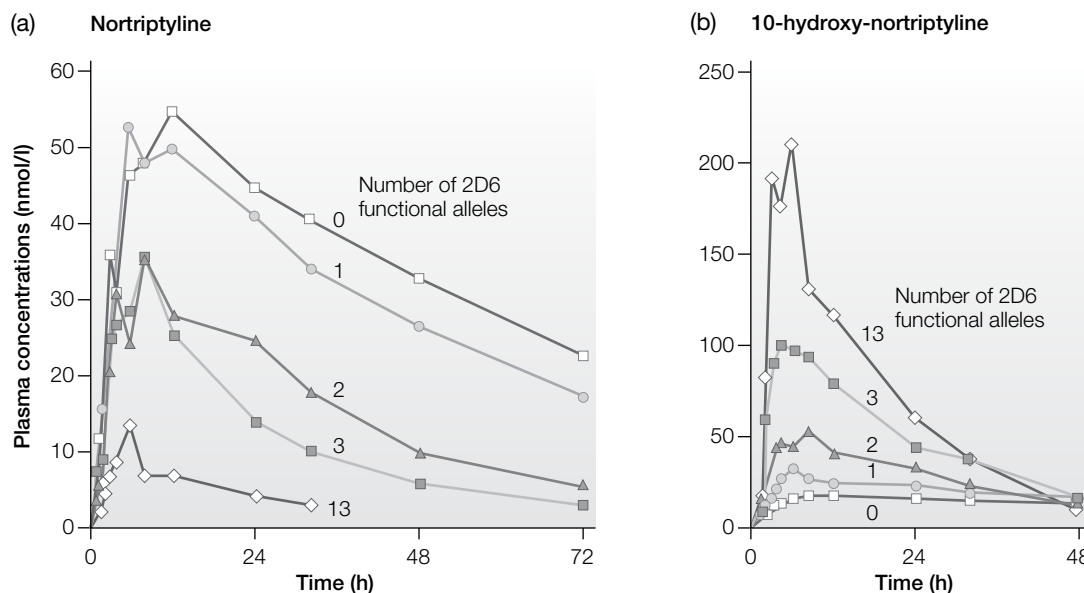 (a) Nortriptyline
60
50
40
30
20
10
0
Plasma concentrations (nmol/l)
Number of 2D6
functional alleles
0
1
2
3
13
0 24 48 72
Time (h)
(b) 10-hydroxy-nortriptyline
250
200
150
100
50
0
Number of 2D6
functional alleles
13
3
2
1
0
0 24 48
Time (h)